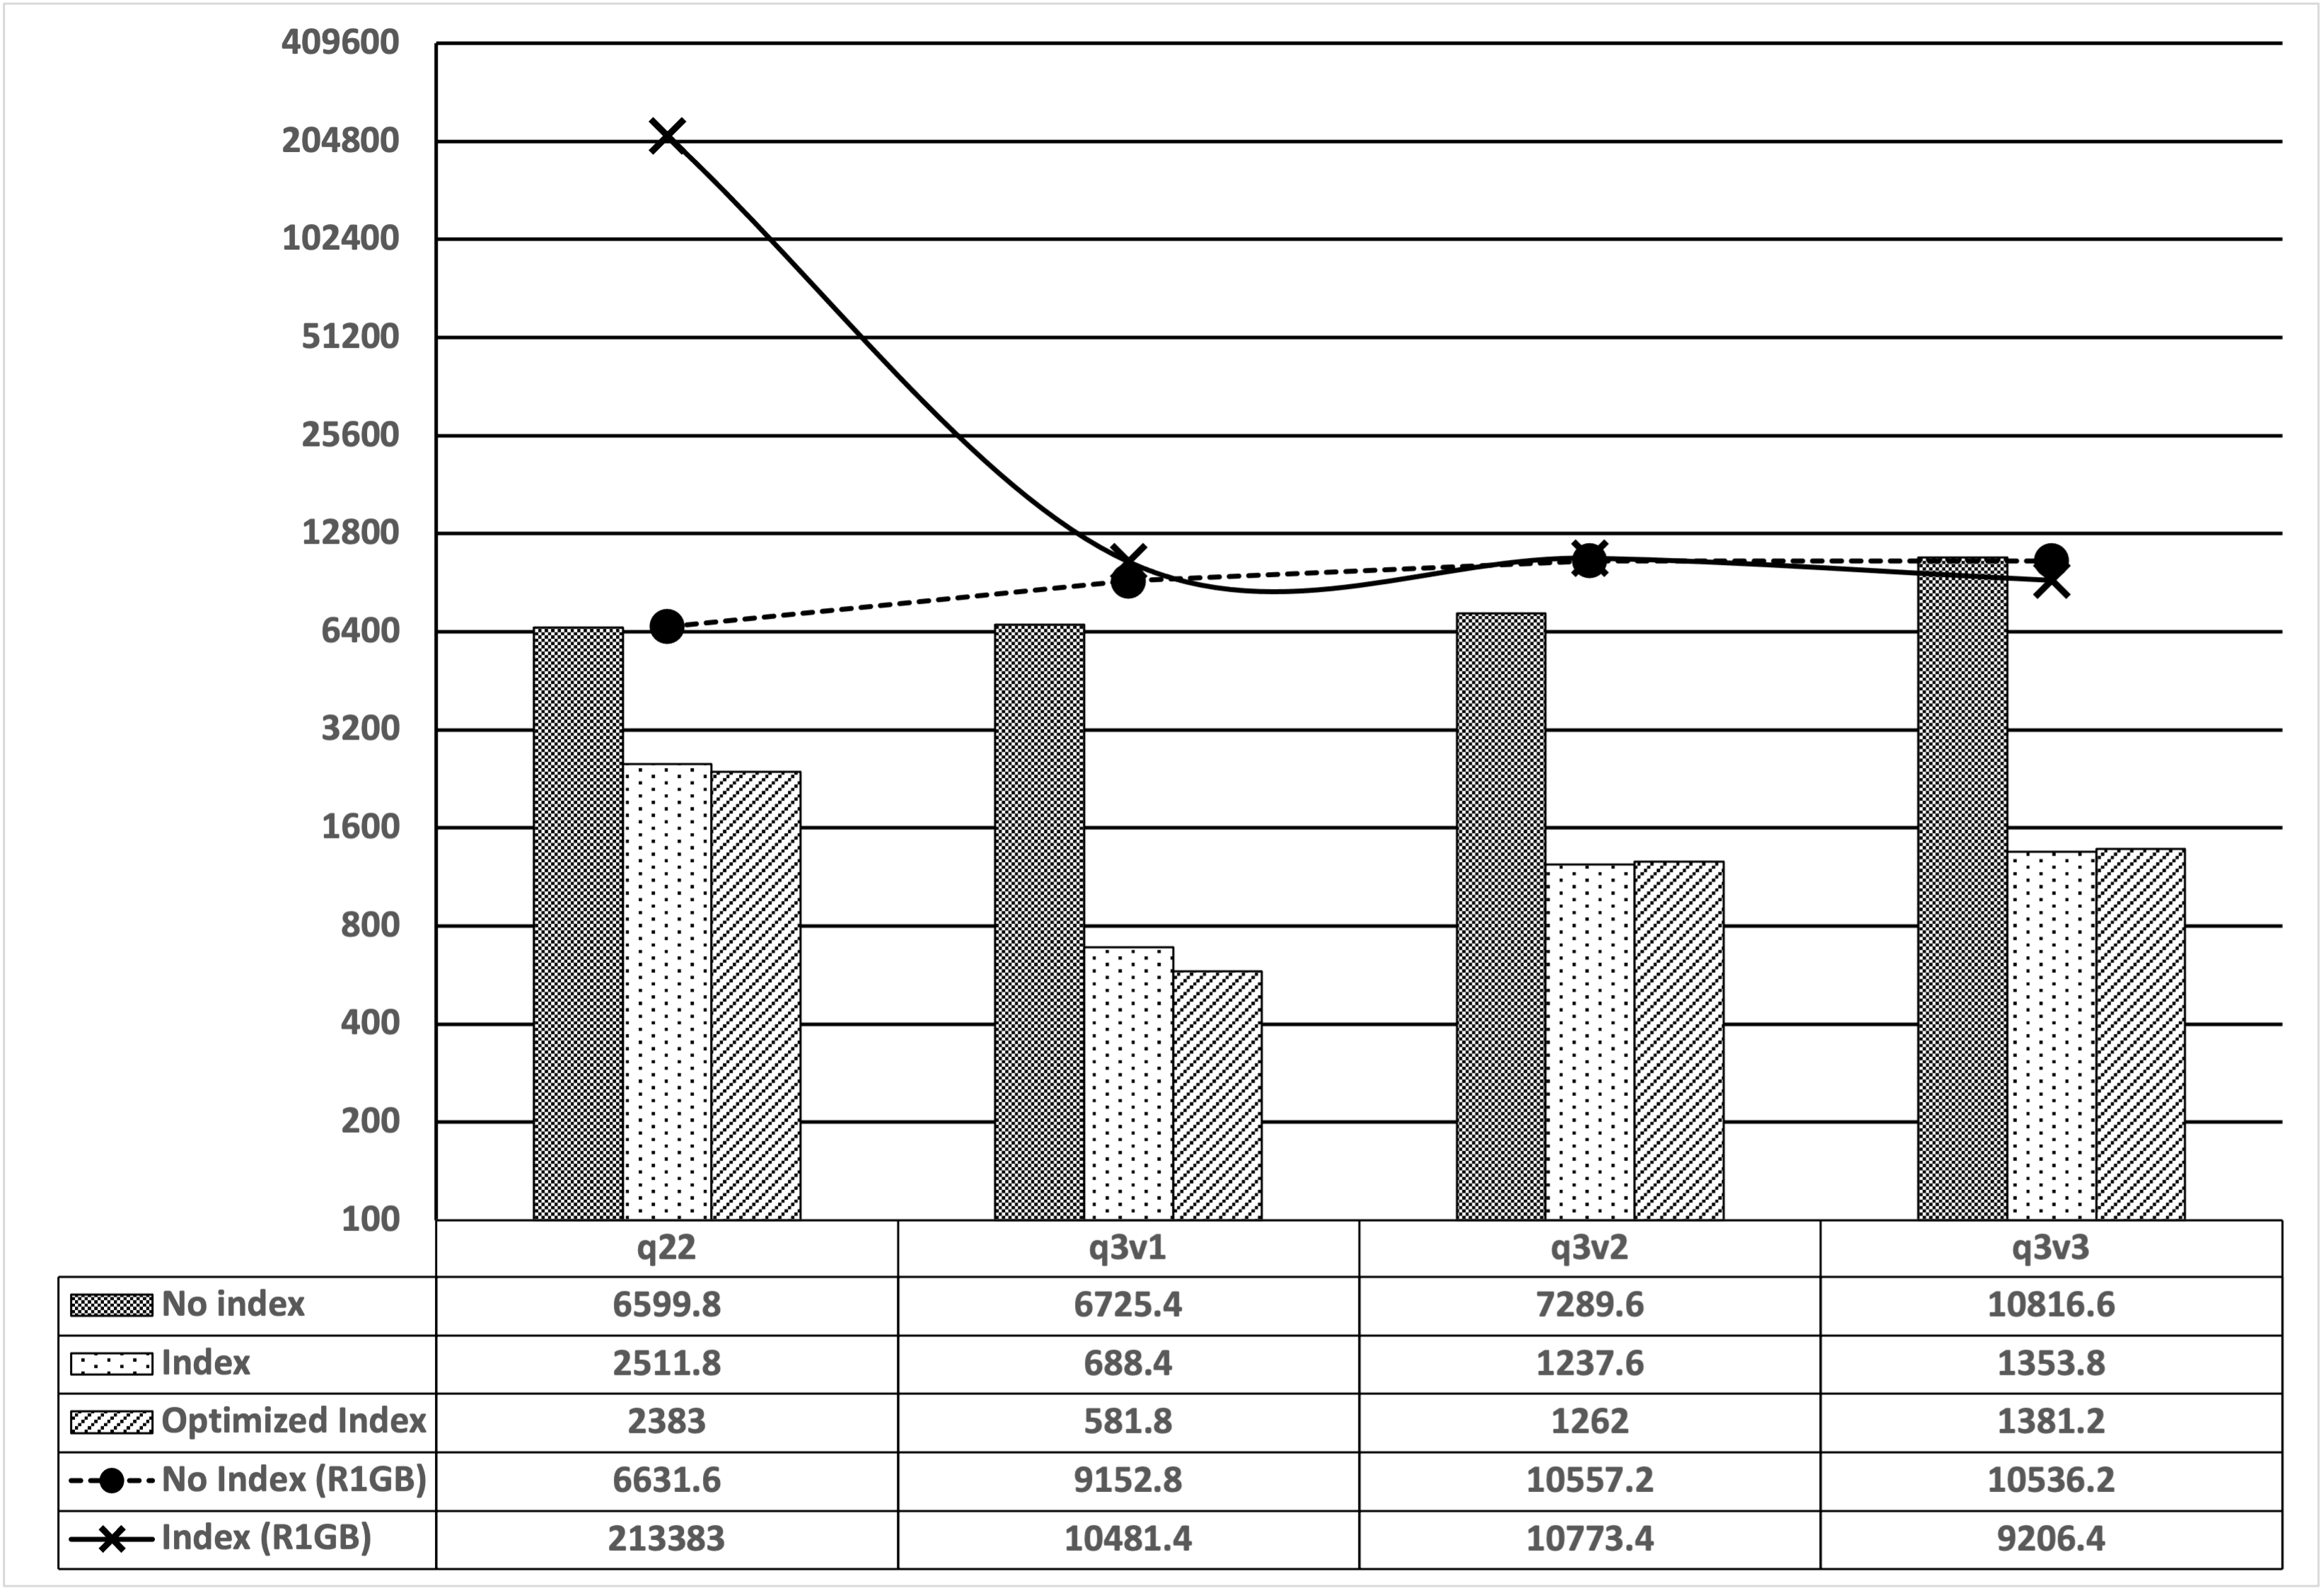 409600
204800
102400
51200
25600
12800
6400
3200
1600
800
400
200
100
q22 q3v1 q3v2 q3v3
No index 6599.8 6725.4 7289.6 10816.6
Index 2511.8 688.4 1237.6 1353.8
Optimized Index 2383 581.8 1262 1381.2
No Index (R1GB) 6631.6 9152.8 10557.2 10536.2
Index (R1GB) 213383 10481.4 10773.4 9206.4